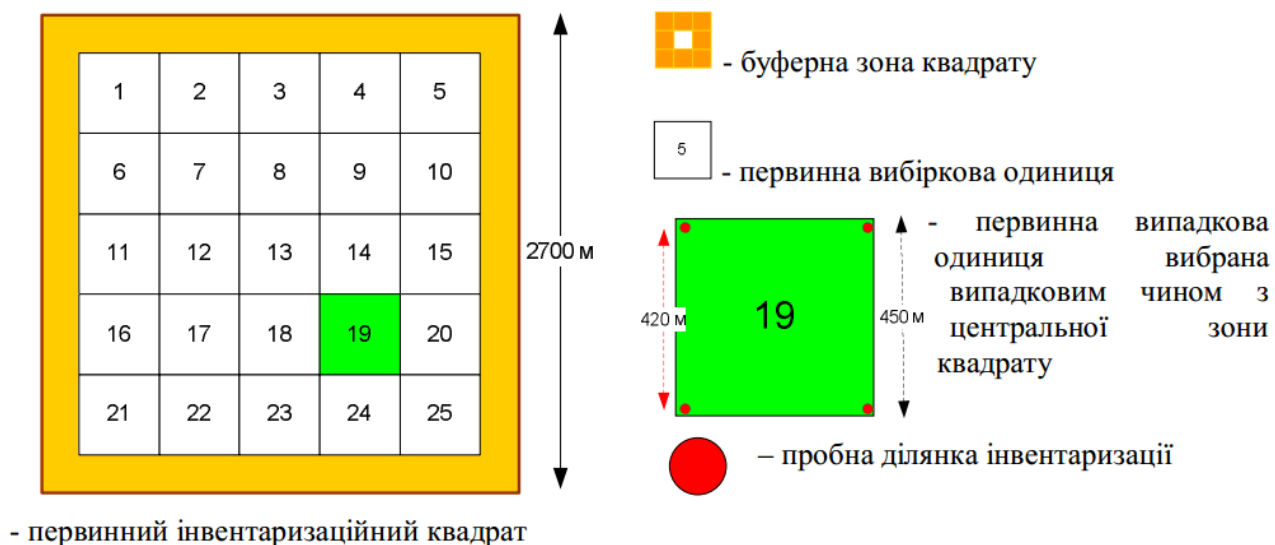 1 2 3 4 5
6 7 8 9 10
11 12 13 14 15
16 17 18 19 20
21 22 23 24 25
2700 м
- первинний інвентаризаційний квадрат
- буферна зона квадрату
5
- первинна вибіркова одиниця
420 м
19
450 м
- первинна випадкова
одиниця вибрана
випадковим чином з
центральної зони
квадрату
– пробна ділянка інвентаризації